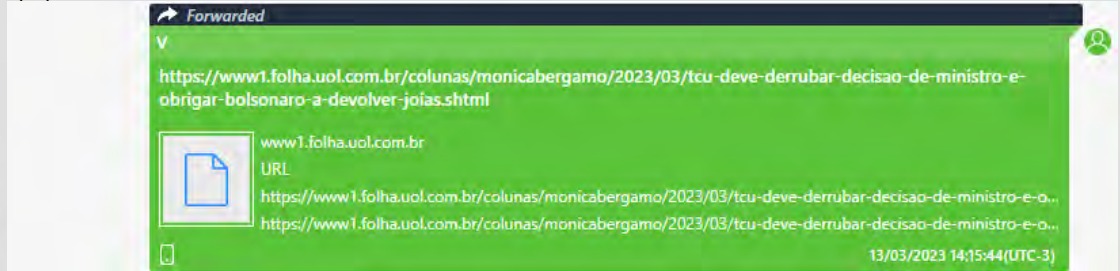 Forwarded
V
https://www1.folha.uol.com.br/colunas/monicabergamo/2023/03/tcu-deve-derrubar-decisao-de-ministro-e-
obrigar-bolsonaro-a-devolver-joias.shtml
www1.folha.uol.com.br
URL
https://www1.folha.uol.com.br/colunas/monicabergamo/2023/03/tcu-deve-derrubar-decisao-de-ministro-e-o...
https://www1.folha.uol.com.br/colunas/monicabergamo/2023/03/tcu-deve-derrubar-decisao-de-ministro-e-o...
13/03/2023 14:15:44(UTC-3)